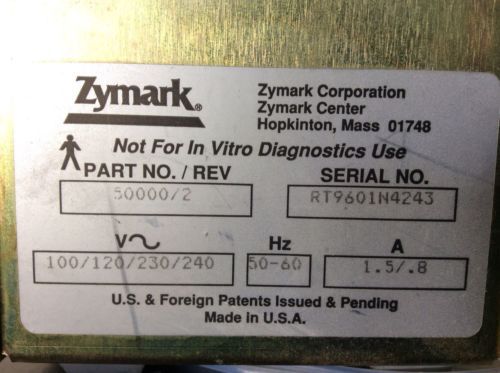 Zymark®
Zymark Corporation
Zymark Center
Hopkinton, Mass 01748
Not For In Vitro Diagnostics Use
PART NO. / REV
SERIAL NO.
50000/2
RT9601N4243
V~
Hz
A
100/120/230/240
50-60
1.5/.8
U.S. & Foreign Patents Issued & Pending
Made in U.S.A.